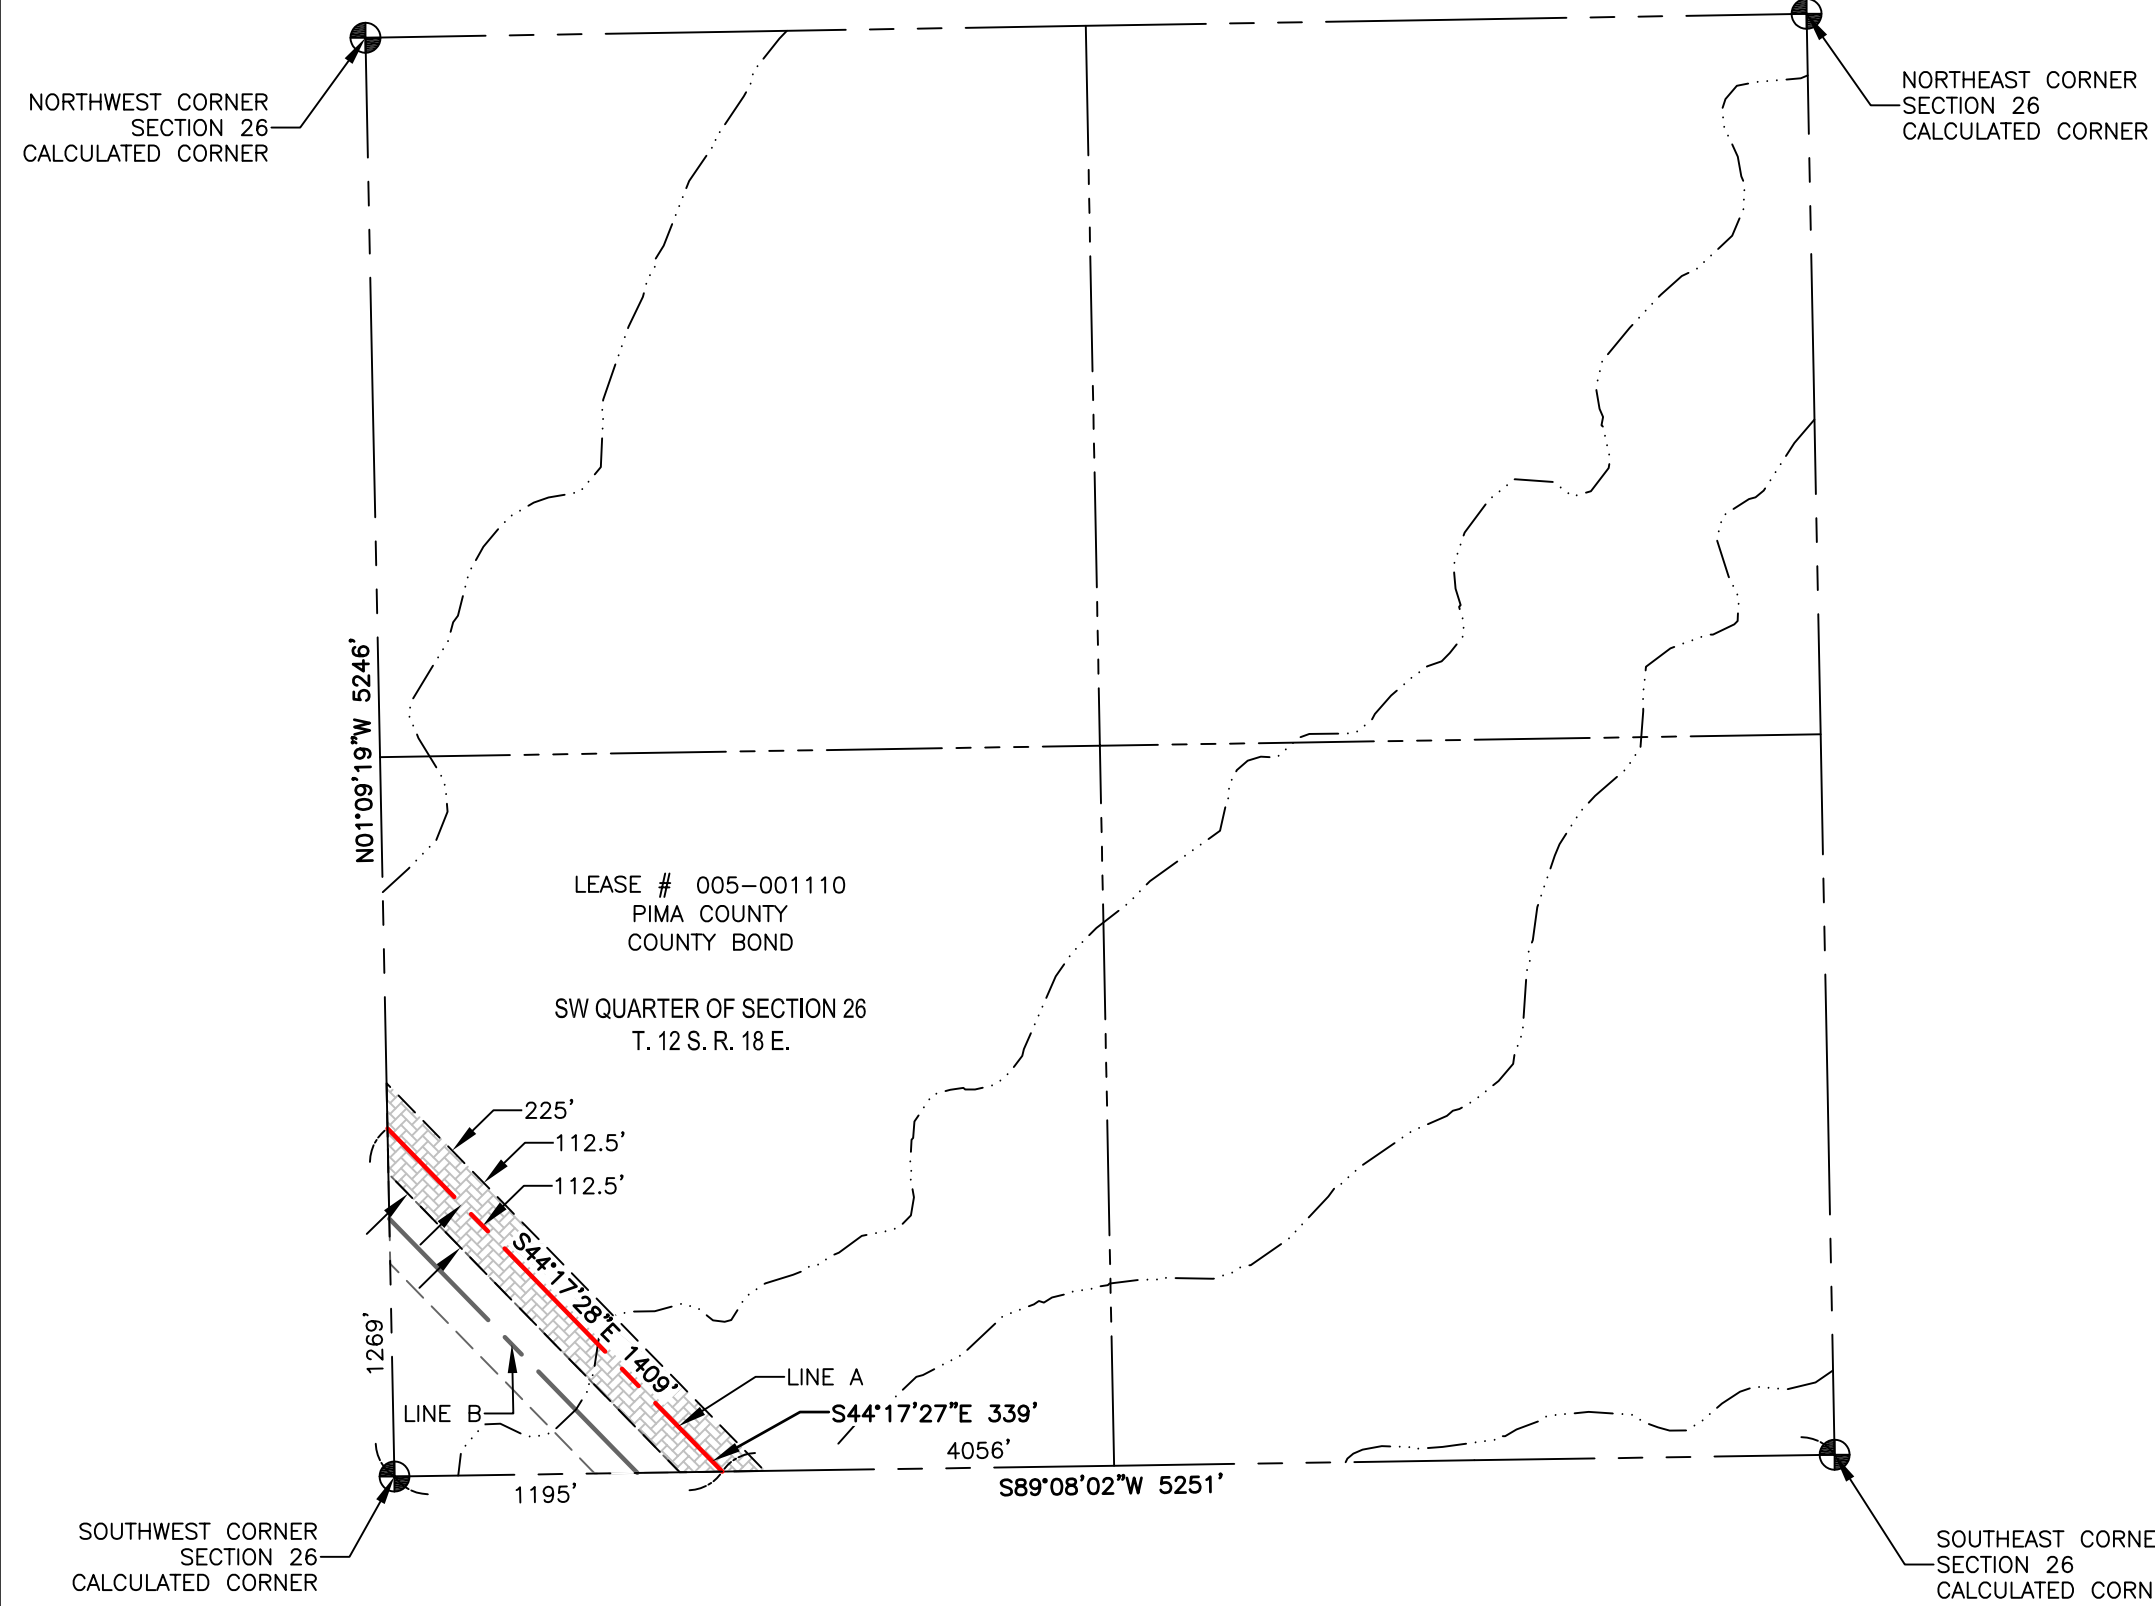 NORTHWEST CORNER
SECTION 26
CALCULATED CORNER
NORTHEAST CORNER
SECTION 26
CALCULATED CORNER
N01°09'19"W 5246'
LEASE # 005-001110
PIMA COUNTY
COUNTY BOND
SW QUARTER OF SECTION 26
T. 12 S. R. 18 E.
225'
112.5'
112.5'
S44°17'28"E 1409'
1269'
LINE A
LINE B
S44°17'27"E 339'
4056'
1195'
S89°08'02"W 5251'
SOUTHWEST CORNER
SECTION 26
CALCULATED CORNER
SOUTHEAST CORNE
SECTION 26
CALCULATED CORN